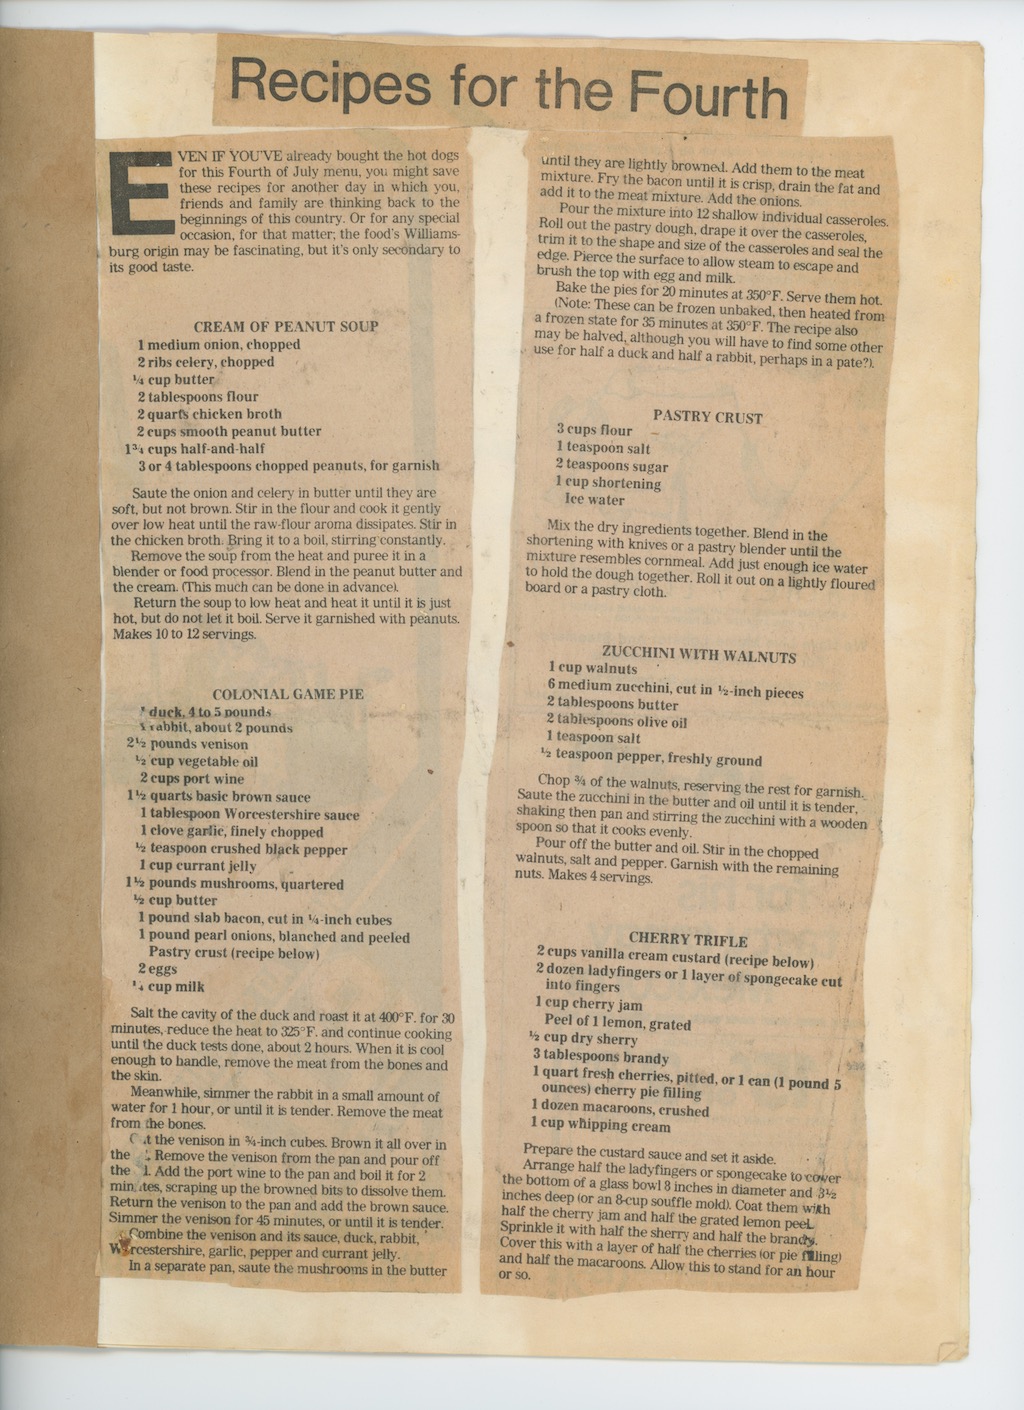 Recipes for the Fourth
EVEN IF YOU'VE already bought the hot dogs
for this Fourth of July menu, you might save
these recipes for another day in which you,
friends and family are thinking back to the
beginnings of this country. Or for any special
occasion, for that matter; the food's Williams-
burg origin may be fascinating, but it's only secondary to
its good taste.
CREAM OF PEANUT SOUP
1 medium onion, chopped
2 ribs celery, chopped
¼ cup butter
2 tablespoons flour
2 quarts chicken broth
2 cups smooth peanut butter
1¾ cups half-and-half
3 or 4 tablespoons chopped peanuts, for garnish
Saute the onion and celery in butter until they are
soft, but not brown. Stir in the flour and cook it gently
over low heat until the raw-flour aroma dissipates. Stir in
the chicken broth. Bring it to a boil, stirring constantly.
Remove the soup from the heat and puree it in a
blender or food processor. Blend in the peanut butter and
the cream. (This much can be done in advance).
Return the soup to low heat and heat it until it is just
hot, but do not let it boil. Serve it garnished with peanuts.
Makes 10 to 12 servings.
COLONIAL GAME PIE
duck, 4 to 5 pounds
rabbit, about 2 pounds
2½ pounds venison
½ cup vegetable oil
2 cups port wine
1½ quarts basic brown sauce
1 tablespoon Worcestershire sauce
1 clove garlic, finely chopped
½ teaspoon crushed black pepper
1 cup currant jelly
1½ pounds mushrooms, quartered
½ cup butter
1 pound slab bacon, cut in ¼-inch cubes
1 pound pearl onions, blanched and peeled
Pastry crust (recipe below)
2 eggs
¼ cup milk
Salt the cavity of the duck and roast it at 400°F. for 30
minutes, reduce the heat to 325°F. and continue cooking
until the duck tests done, about 2 hours. When it is cool
enough to handle, remove the meat from the bones and
the skin.
Meanwhile, simmer the rabbit in a small amount of
water for 1 hour, or until it is tender. Remove the meat
from the bones.
the venison in ¾-inch cubes. Brown it all over in
the Remove the venison from the pan and pour off
the Add the port wine to the pan and boil it for 2
minutes, scraping up the browned bits to dissolve them.
Return the venison to the pan and add the brown sauce.
Simmer the venison for 45 minutes, or until it is tender.
Combine the venison and its sauce, duck, rabbit,
Worcestershire, garlic, pepper and currant jelly.
In a separate pan, saute the mushrooms in the butter
until they are lightly browned. Add them to the meat
mixture. Fry the bacon until it is crisp, drain the fat and
add it to the meat mixture. Add the onions.
Pour the mixture into 12 shallow individual casseroles.
Roll out the pastry dough, drape it over the casseroles,
trim it to the shape and size of the casseroles and seal the
edge. Pierce the surface to allow steam to escape and
brush the top with egg and milk.
Bake the pies for 20 minutes at 350°F. Serve them hot.
(Note: These can be frozen unbaked, then heated from
a frozen state for 35 minutes at 350°F. The recipe also
may be halved, although you will have to find some other
use for half a duck and half a rabbit, perhaps in a pate?).
PASTRY CRUST
3 cups flour
1 teaspoon salt
2 teaspoons sugar
1 cup shortening
Ice water
Mix the dry ingredients together. Blend in the
shortening with knives or a pastry blender until the
mixture resembles cornmeal. Add just enough ice water
to hold the dough together. Roll it out on a lightly floured
board or a pastry cloth.
ZUCCHINI WITH WALNUTS
1 cup walnuts
6 medium zucchini, cut in ½-inch pieces
2 tablespoons butter
2 tablespoons olive oil
1 teaspoon salt
½ teaspoon pepper, freshly ground
Chop ¾ of the walnuts, reserving the rest for garnish.
Saute the zucchini in the butter and oil until it is tender,
shaking then pan and stirring the zucchini with a wooden
spoon so that it cooks evenly.
Pour off the butter and oil. Stir in the chopped
walnuts, salt and pepper. Garnish with the remaining
nuts. Makes 4 servings.
CHERRY TRIFLE
2 cups vanilla cream custard (recipe below)
2 dozen ladyfingers or 1 layer of spongecake cut
into fingers
1 cup cherry jam
Peel of 1 lemon, grated
½ cup dry sherry
3 tablespoons brandy
1 quart fresh cherries, pitted, or 1 can (1 pound 5
ounces) cherry pie filling
1 dozen macaroons, crushed
1 cup whipping cream
Prepare the custard sauce and set it aside.
Arrange half the ladyfingers or spongecake to cover
the bottom of a glass bowl 8 inches in diameter and 3½
inches deep (or an 8-cup souffle mold). Coat them with
half the cherry jam and half the grated lemon peel.
Sprinkle it with half the sherry and half the brandy.
Cover this with a layer of half the cherries (or pie filling)
and half the macaroons. Allow this to stand for an hour
or so.